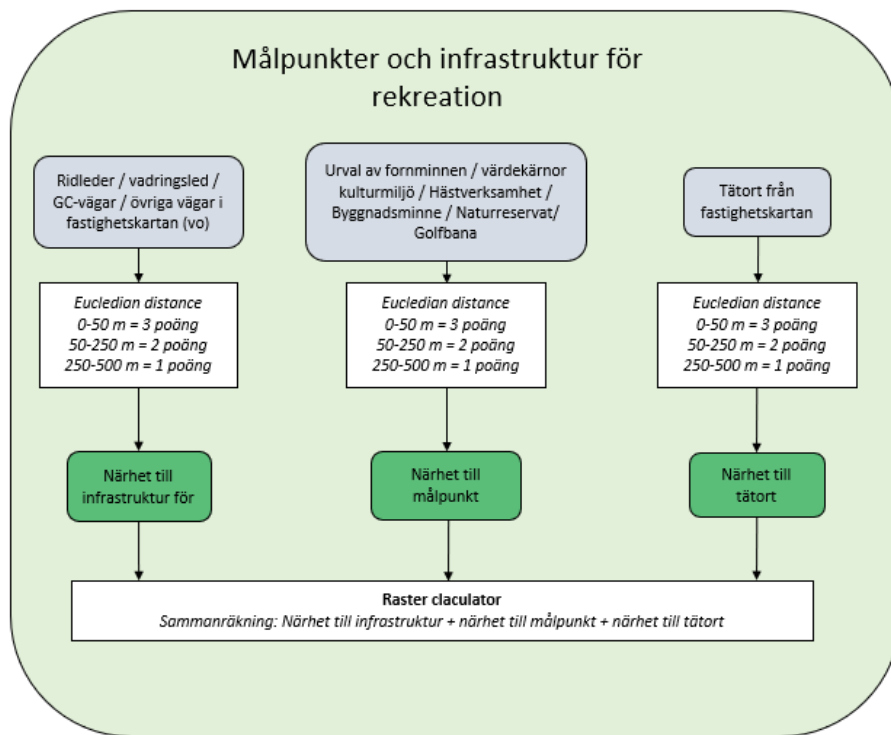 Målpunkter och infrastruktur för
rekreation
Ridleder / vadringsled /
GC-vägar / övriga vägar i
fastighetskartan (vo)
Urval av fornminnen / värdekärnor
kulturmiljö / Hästverksamhet /
Byggnadsminne / Naturreservat/
Golfbana
Tätort från
fastighetskartan
Eucledian distance
0-50 m = 3 poäng
50-250 m = 2 poäng
250-500 m = 1 poäng
Eucledian distance
0-50 m = 3 poäng
50-250 m = 2 poäng
250-500 m = 1 poäng
Eucledian distance
0-50 m = 3 poäng
50-250 m = 2 poäng
250-500 m = 1 poäng
Närhet till
infrastruktur för
Närhet till
målpunkt
Närhet till
tätort
Raster claculator
Sammanräkning: Närhet till infrastruktur + närhet till målpunkt + närhet till tätort